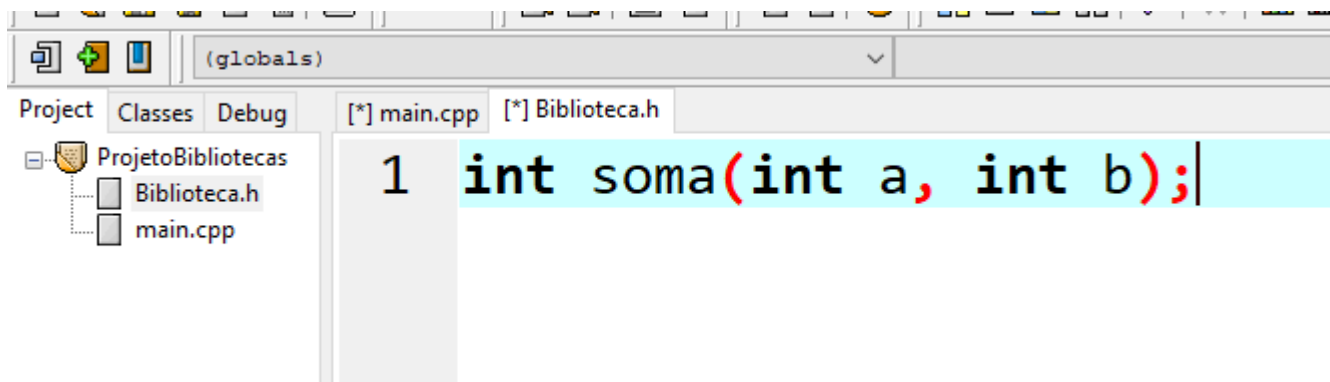 (globals)
Project Classes Debug
[*] main.cpp [*] Biblioteca.h
ProjetoBibliotecas
Biblioteca.h
main.cpp
1 int soma(int a, int b);